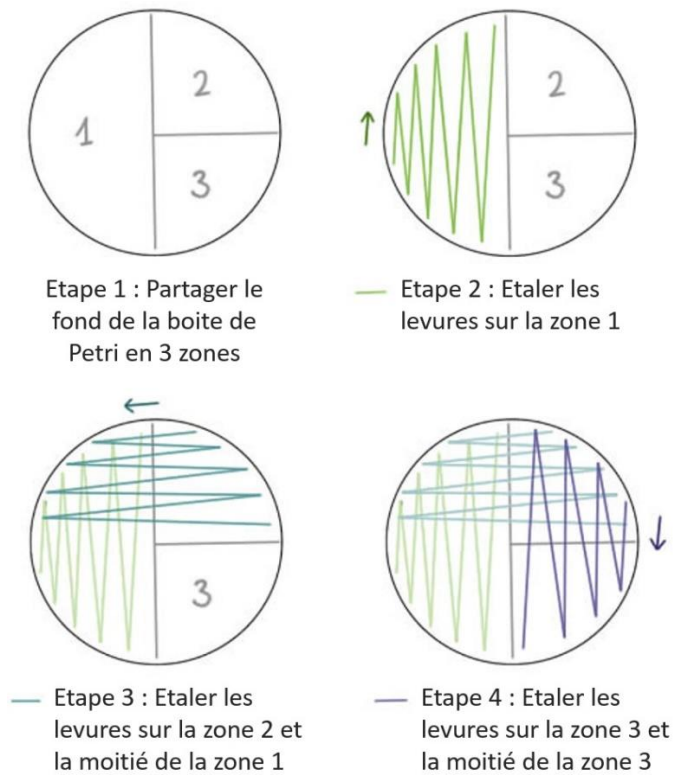 1
2
3
2
3
Etape 1 : Partager le
fond de la boite de
Petri en 3 zones
Etape 2 : Etaler les
levures sur la zone 1
3
Etape 3 : Etaler les
levures sur la zone 2 et
la moitié de la zone 1
Etape 4 : Etaler les
levures sur la zone 3 et
la moitié de la zone 3